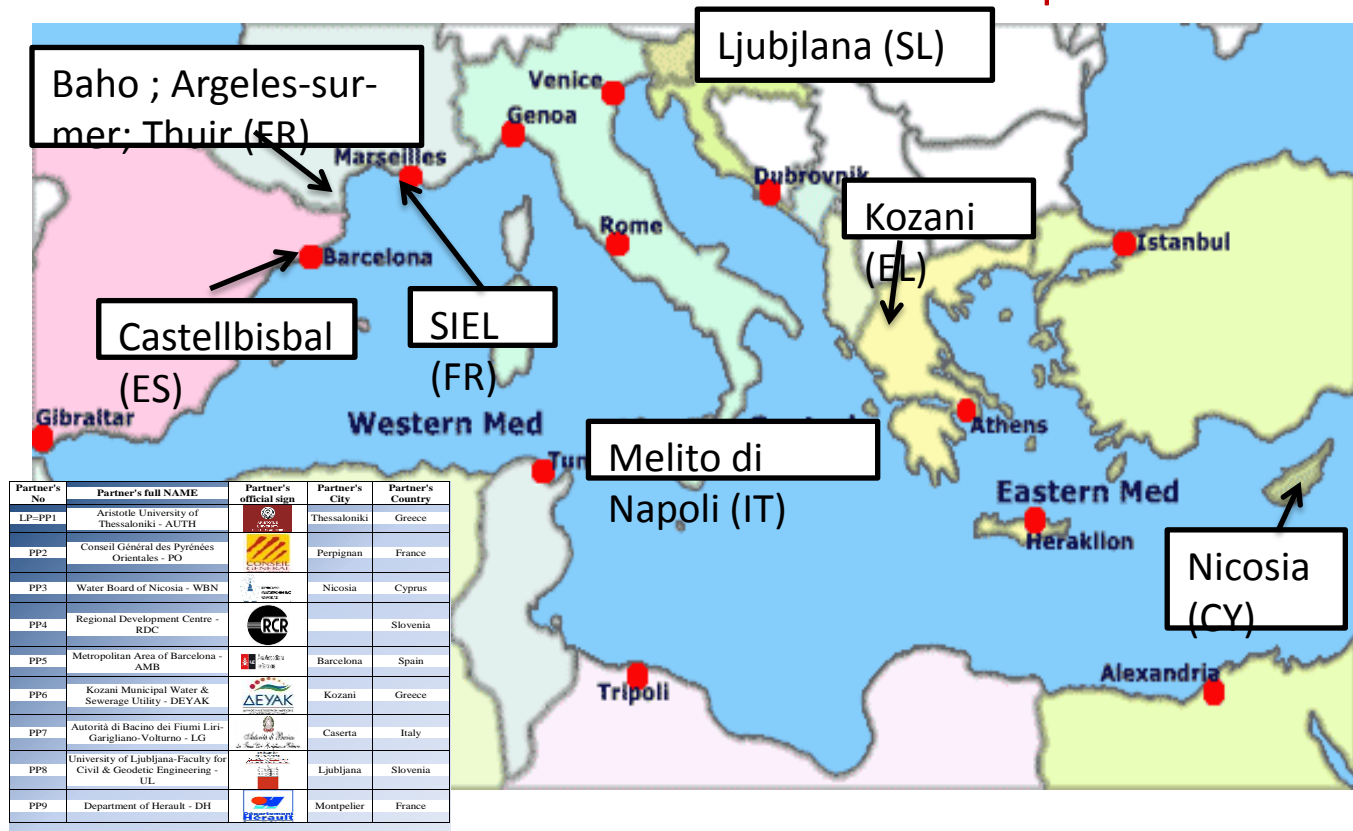 Ljubjlana (SL)
Baho ; Argeles-sur-
mer; Thuir (FR)
Venice
Genoa
Marseilles
Dubrovnik
Kozani
(EL)
Rome
Istanbul
Barcelona
Castellbisbal
(ES)
SIEL
(FR)
Gibraltar
Western Med
Athens
Melito di
Napoli (IT)
Tun
Eastern Med
Heraklion
Nicosia
(CY)
Alexandria
Tripoli
Partner's No Partner's full NAME Partner's official sign Partner's City Partner's Country
LP=PP1 Aristotle University of Thessaloniki - AUTH Thessaloniki Greece
PP2 Conseil Général des Pyrénées Orientales - PO CONSEIL GENERAL Perpignan France
PP3 Water Board of Nicosia - WBN Nicosia Cyprus
PP4 Regional Development Centre - RDC RCR Slovenia
PP5 Metropolitan Area of Barcelona - AMB Barcelona Spain
PP6 Kozani Municipal Water & Sewerage Utility - DEYAK ΔΕΥΑΚ Kozani Greece
PP7 Autorità di Bacino dei Fiumi Liri-Garigliano-Volturno - LG Caserta Italy
PP8 University of Ljubljana-Faculty for Civil & Geodetic Engineering - UL Ljubljana Slovenia
PP9 Department of Herault - DH Hérault Montpelier France